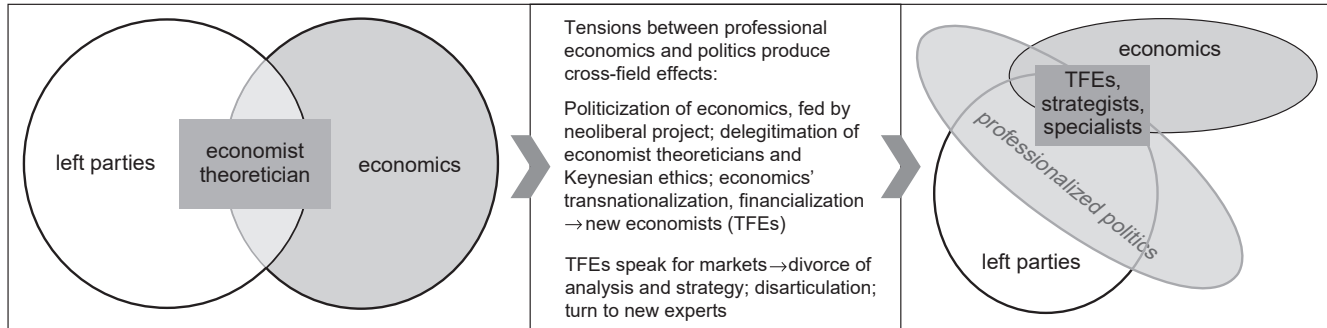 left parties
economist
theoretician
economics
Tensions between professional
economics and politics produce
cross-field effects:
Politicization of economics, fed by
neoliberal project; delegitimation of
economist theoreticians and
Keynesian ethics; economics’
transnationalization, financialization
→new economists (TFEs)
TFEs speak for markets→divorce of
analysis and strategy; disarticulation;
turn to new experts
economics
TFEs,
strategists,
specialists
professionalized politics
left parties